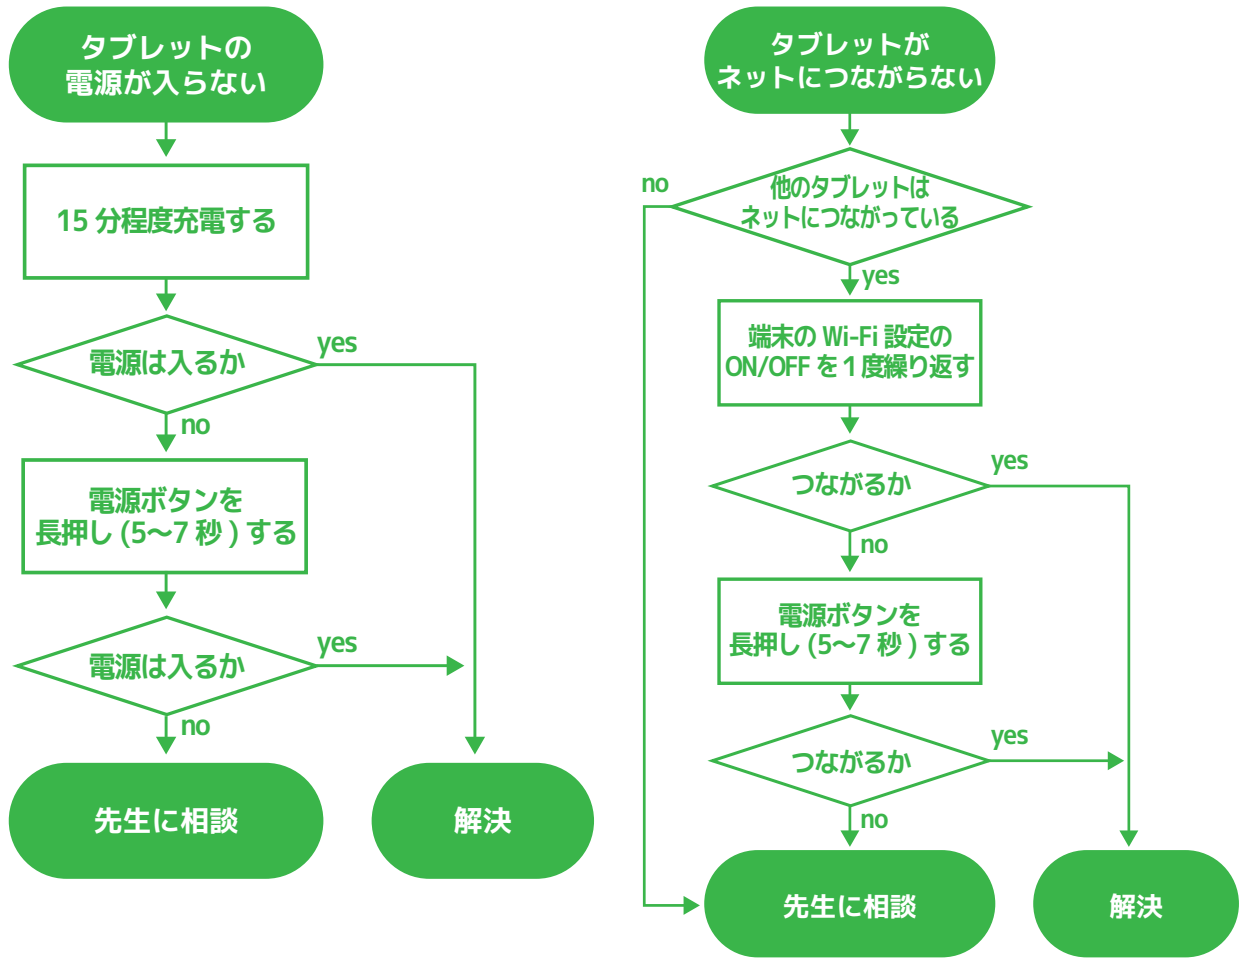 タブレットの
電源が入らない
15 分程度充電する
電源は入るか
yes
no
電源ボタンを
長押し (5〜7 秒 ) する
電源は入るか
yes
no
先生に相談
解決
タブレットが
ネットにつながらない
他のタブレットは
ネットにつながっている
no
yes
端末の Wi-Fi 設定の
ON/OFF を 1 度繰り返す
つながるか
yes
no
電源ボタンを
長押し (5〜7 秒 ) する
つながるか
yes
no
先生に相談
解決